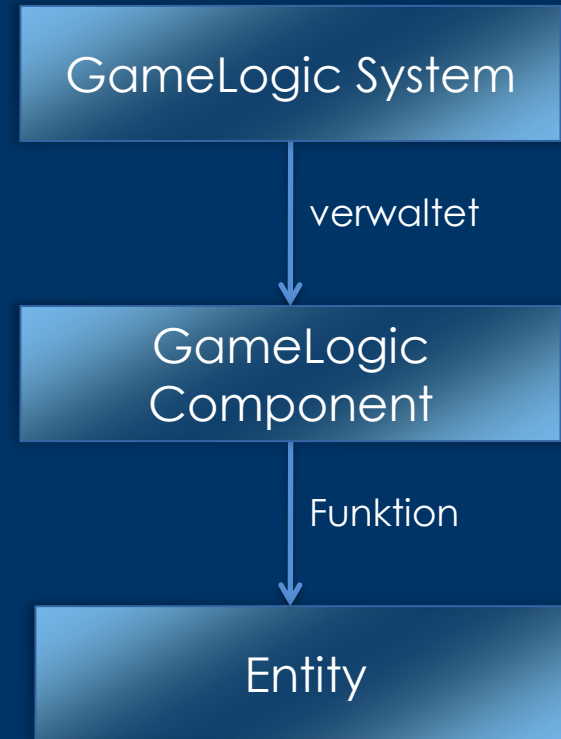 GameLogic System
verwaltet
GameLogic
Component
Funktion
Entity